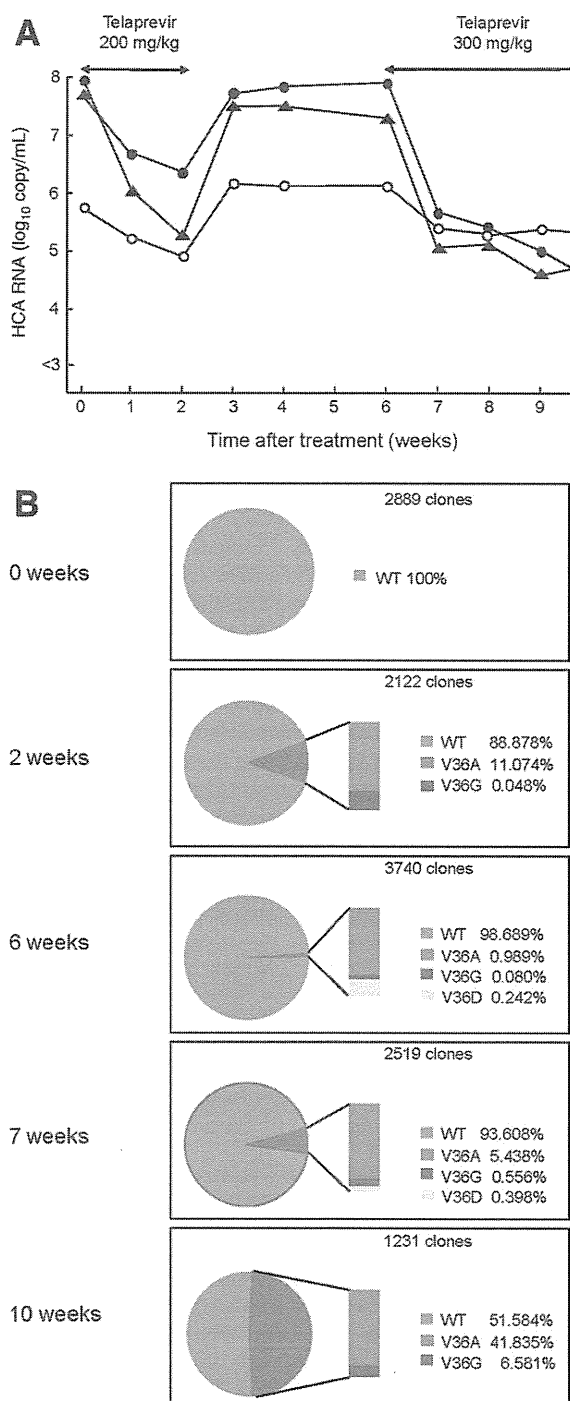 A
Telaprevir
200 mg/kg
Telaprevir
300 mg/kg
HCA RNA (log10 copy/mL)
8
7
6
5
4
<3
0 1 2 3 4 5 6 7 8 9
Time after treatment (weeks)
B
0 weeks
2889 clones
WT 100%
2 weeks
2122 clones
WT 88.878%
V36A 11.074%
V36G 0.048%
6 weeks
3740 clones
WT 98.689%
V36A 0.989%
V36G 0.080%
V36D 0.242%
7 weeks
2519 clones
WT 93.608%
V36A 5.438%
V36G 0.556%
V36D 0.398%
10 weeks
1231 clones
WT 51.584%
V36A 41.835%
V36G 6.581%